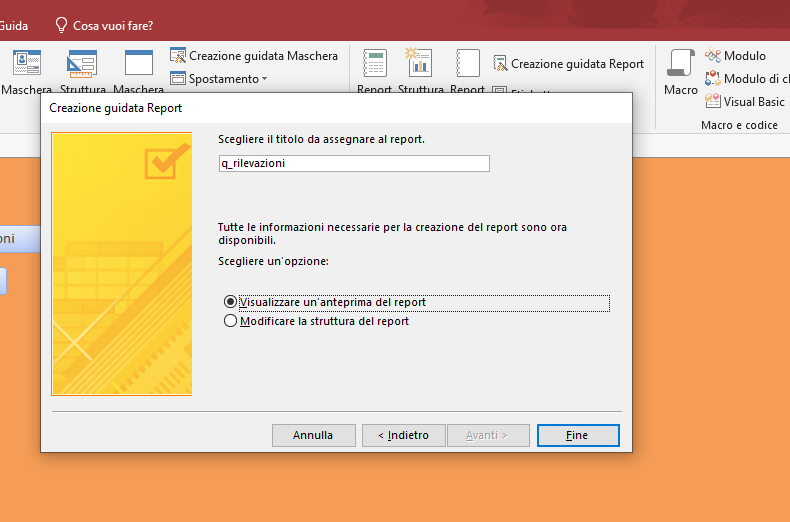 Guida
Cosa vuoi fare?
Creazione guidata Maschera
Spostamento
Maschera
Struttura
Maschera
Report
Struttura
Report
Creazione guidata Report
Macro
Modulo
Modulo di cl
Visual Basic
Macro e codice
oni
Creazione guidata Report
Scegliere il titolo da assegnare al report.
q_rilevazioni
Tutte le informazioni necessarie per la creazione del report sono ora
disponibili.
Scegliere un'opzione:
Visualizzare un'anteprima del report
Modificare la struttura del report
Annulla
< Indietro
Avanti >
Fine